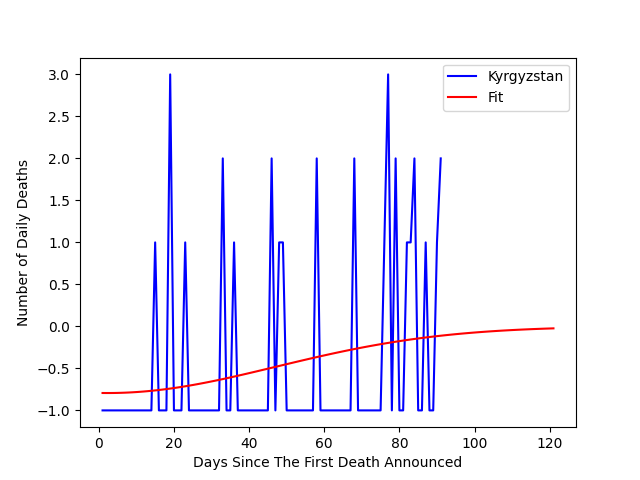 Kyrgyzstan
Fit
3.0
2.5
2.0
1.5
1.0
0.5
0.0
−0.5
−1.0
Number of Daily Deaths
0 20 40 60 80 100 120
Days Since The First Death Announced